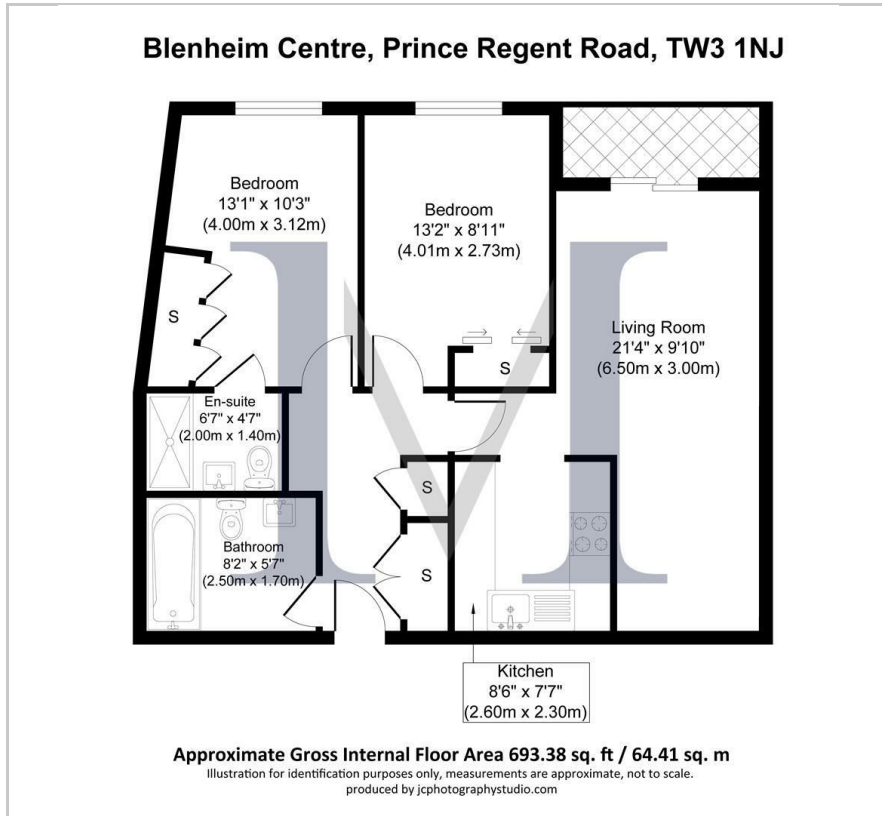 Blenheim Centre, Prince Regent Road, TW3 1NJ
Bedroom
13'1" x 10'3"
(4.00m x 3.12m)
Bedroom
13'2" x 8'11"
(4.01m x 2.73m)
S
S
Living Room
21'4" x 9'10"
(6.50m x 3.00m)
En-suite
6'7" x 4'7"
(2.00m x 1.40m)
S
Bathroom
8'2" x 5'7"
(2.50m x 1.70m)
S
Kitchen
8'6" x 7'7"
(2.60m x 2.30m)
Approximate Gross Internal Floor Area 693.38 sq. ft / 64.41 sq. m
Illustration for identification purposes only, measurements are approximate, not to scale.
produced by jcphotographystudio.com